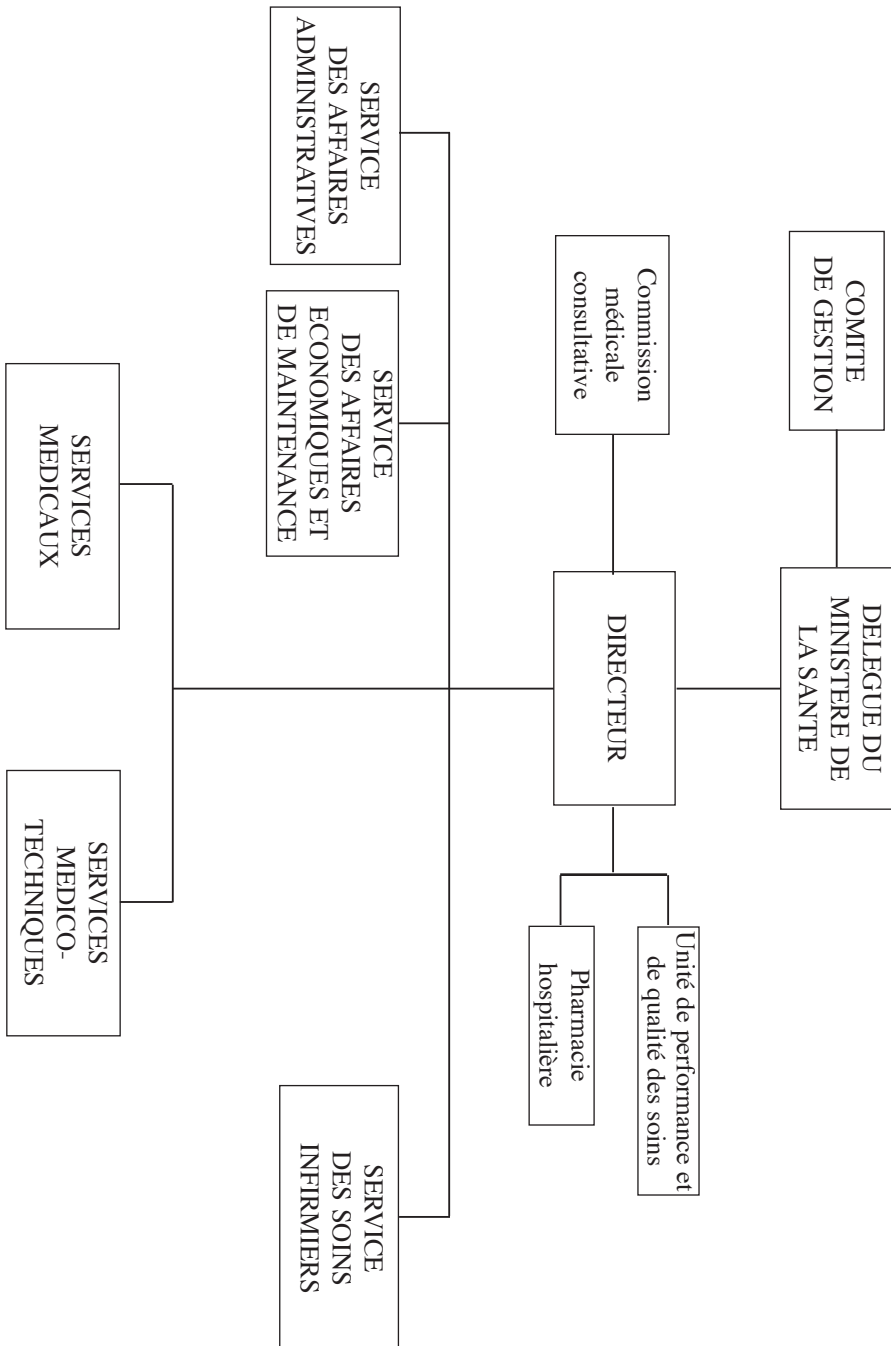 COMITE
DE GESTION
DELEGUE DU
MINISTERE DE
LA SANTE
Commission
médicale
consultative
DIRECTEUR
Unité de performance et
de qualité des soins
Pharmacie
hospitalière
SERVICE
DES AFFAIRES
ADMINISTRATIVES
SERVICE
DES AFFAIRES
ECONOMIQUES ET
DE MAINTENANCE
SERVICE
DES SOINS
INFIRMIERS
SERVICES
MEDICAUX
SERVICES
MEDICO-
TECHNIQUES